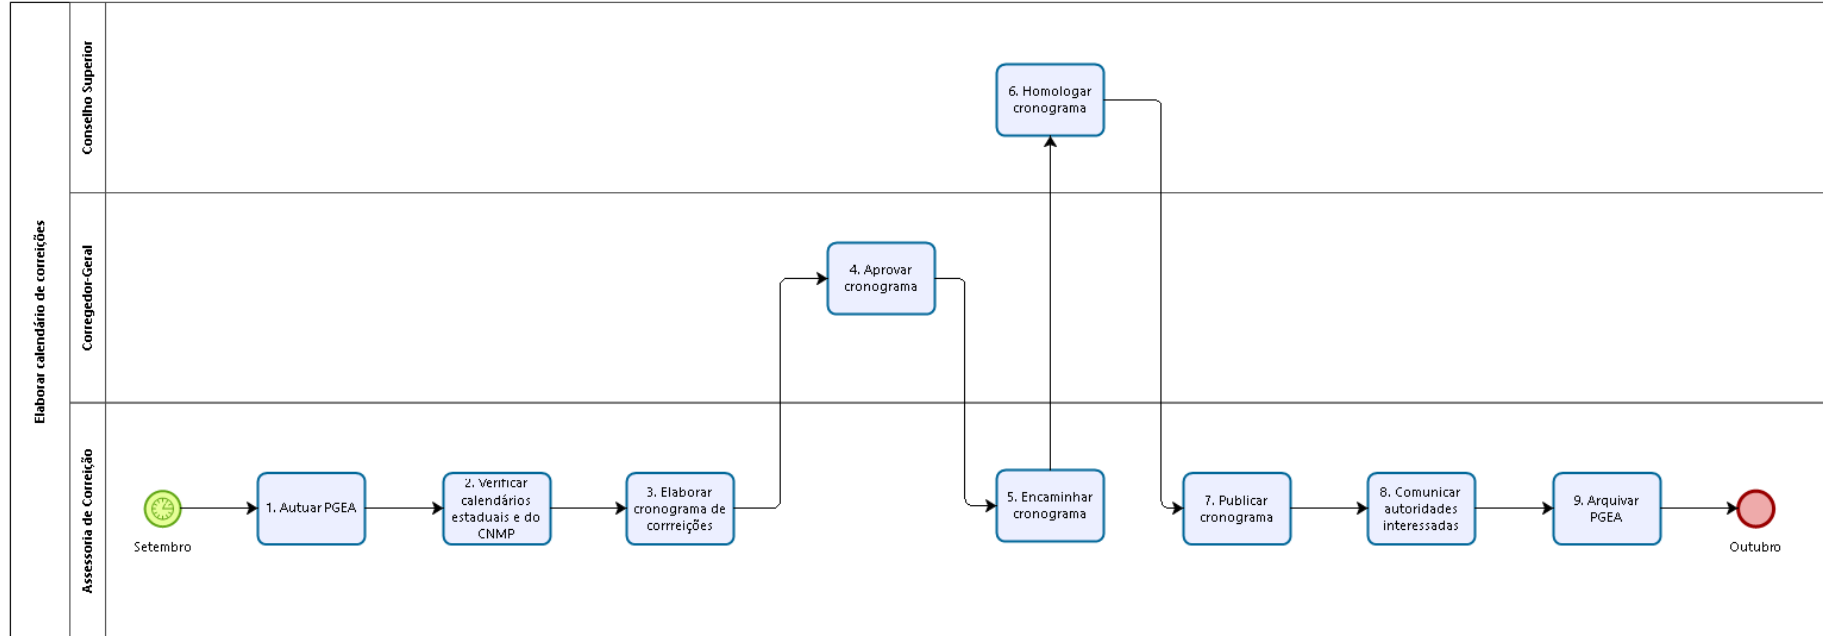 Elaborar calendário de correições
Conselho Superior
6. Homologar
cronograma
Corregedor-Geral
4. Aprovar
cronograma
Assessoria de Correição
Setembro
1. Autuar PGEA
2. Verificar
calendários
estaduais e do
CNMP
3. Elaborar
cronograma de
corrreições
5. Encaminhar
cronograma
7. Publicar
cronograma
8. Comunicar
autoridades
interessadas
9. Arquivar
PGEA
Outubro